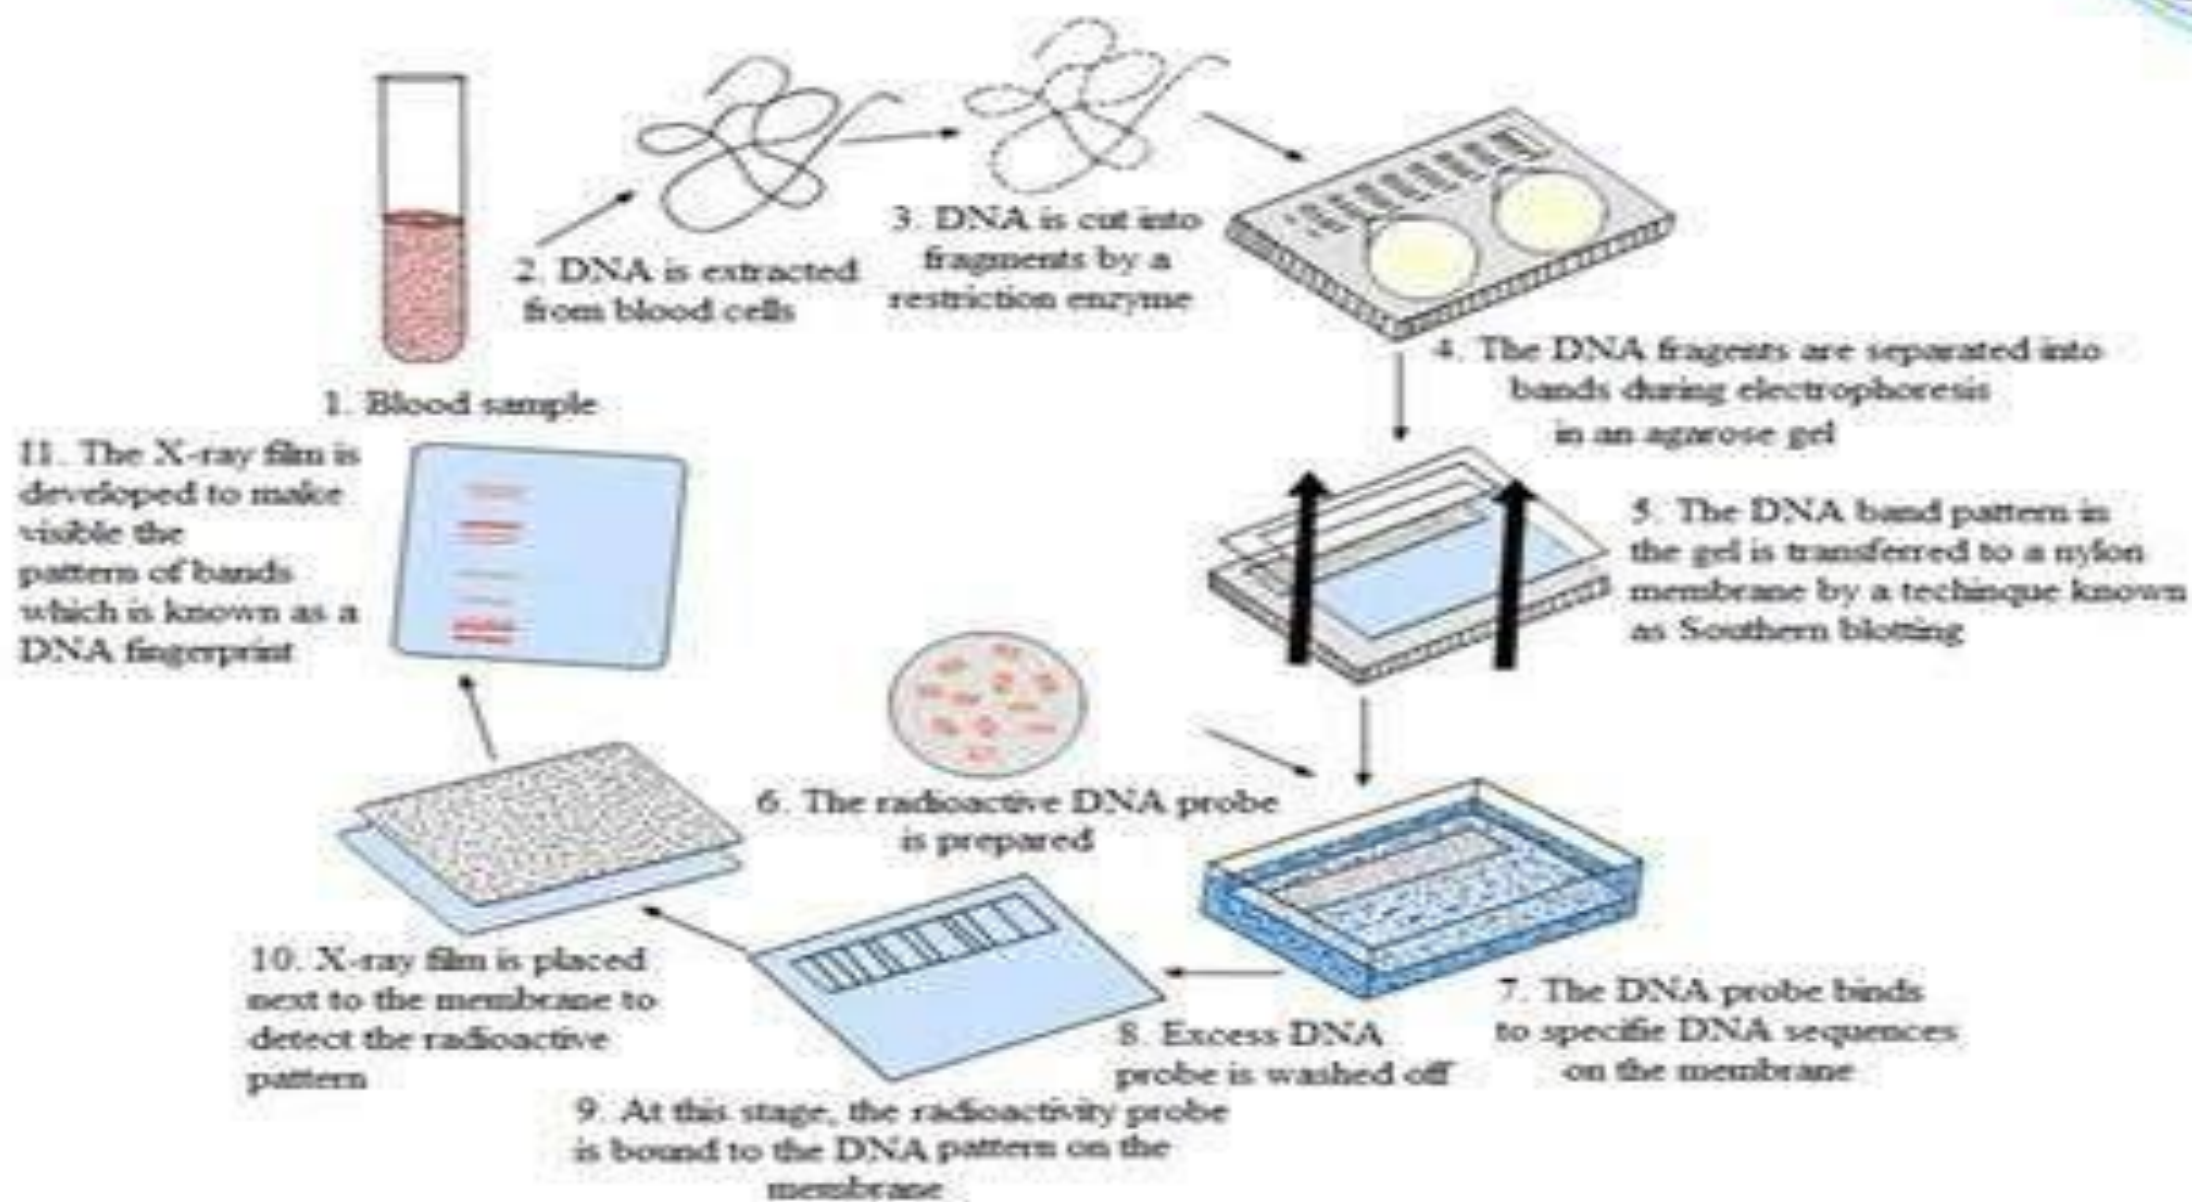 1. Blood sample
2. DNA is extracted
from blood cells
3. DNA is cut into
fragments by a
restriction enzyme
4. The DNA fragents are separated into
bands during electrophoresis
in an agarose gel
5. The DNA band pattern in
the gel is transferred to a nylon
membrane by a techinque known
as Southern blotting
6. The radioactive DNA probe
is prepared
7. The DNA probe binds
to specific DNA sequences
on the membrane
8. Excess DNA
probe is washed off
9. At this stage, the radioactivity probe
is bound to the DNA pattern on the
membrane
10. X-ray film is placed
next to the membrane to
detect the radioactive
pattern
11. The X-ray film is
developed to make
visible the
pattern of bands
which is known as a
DNA fingerprint